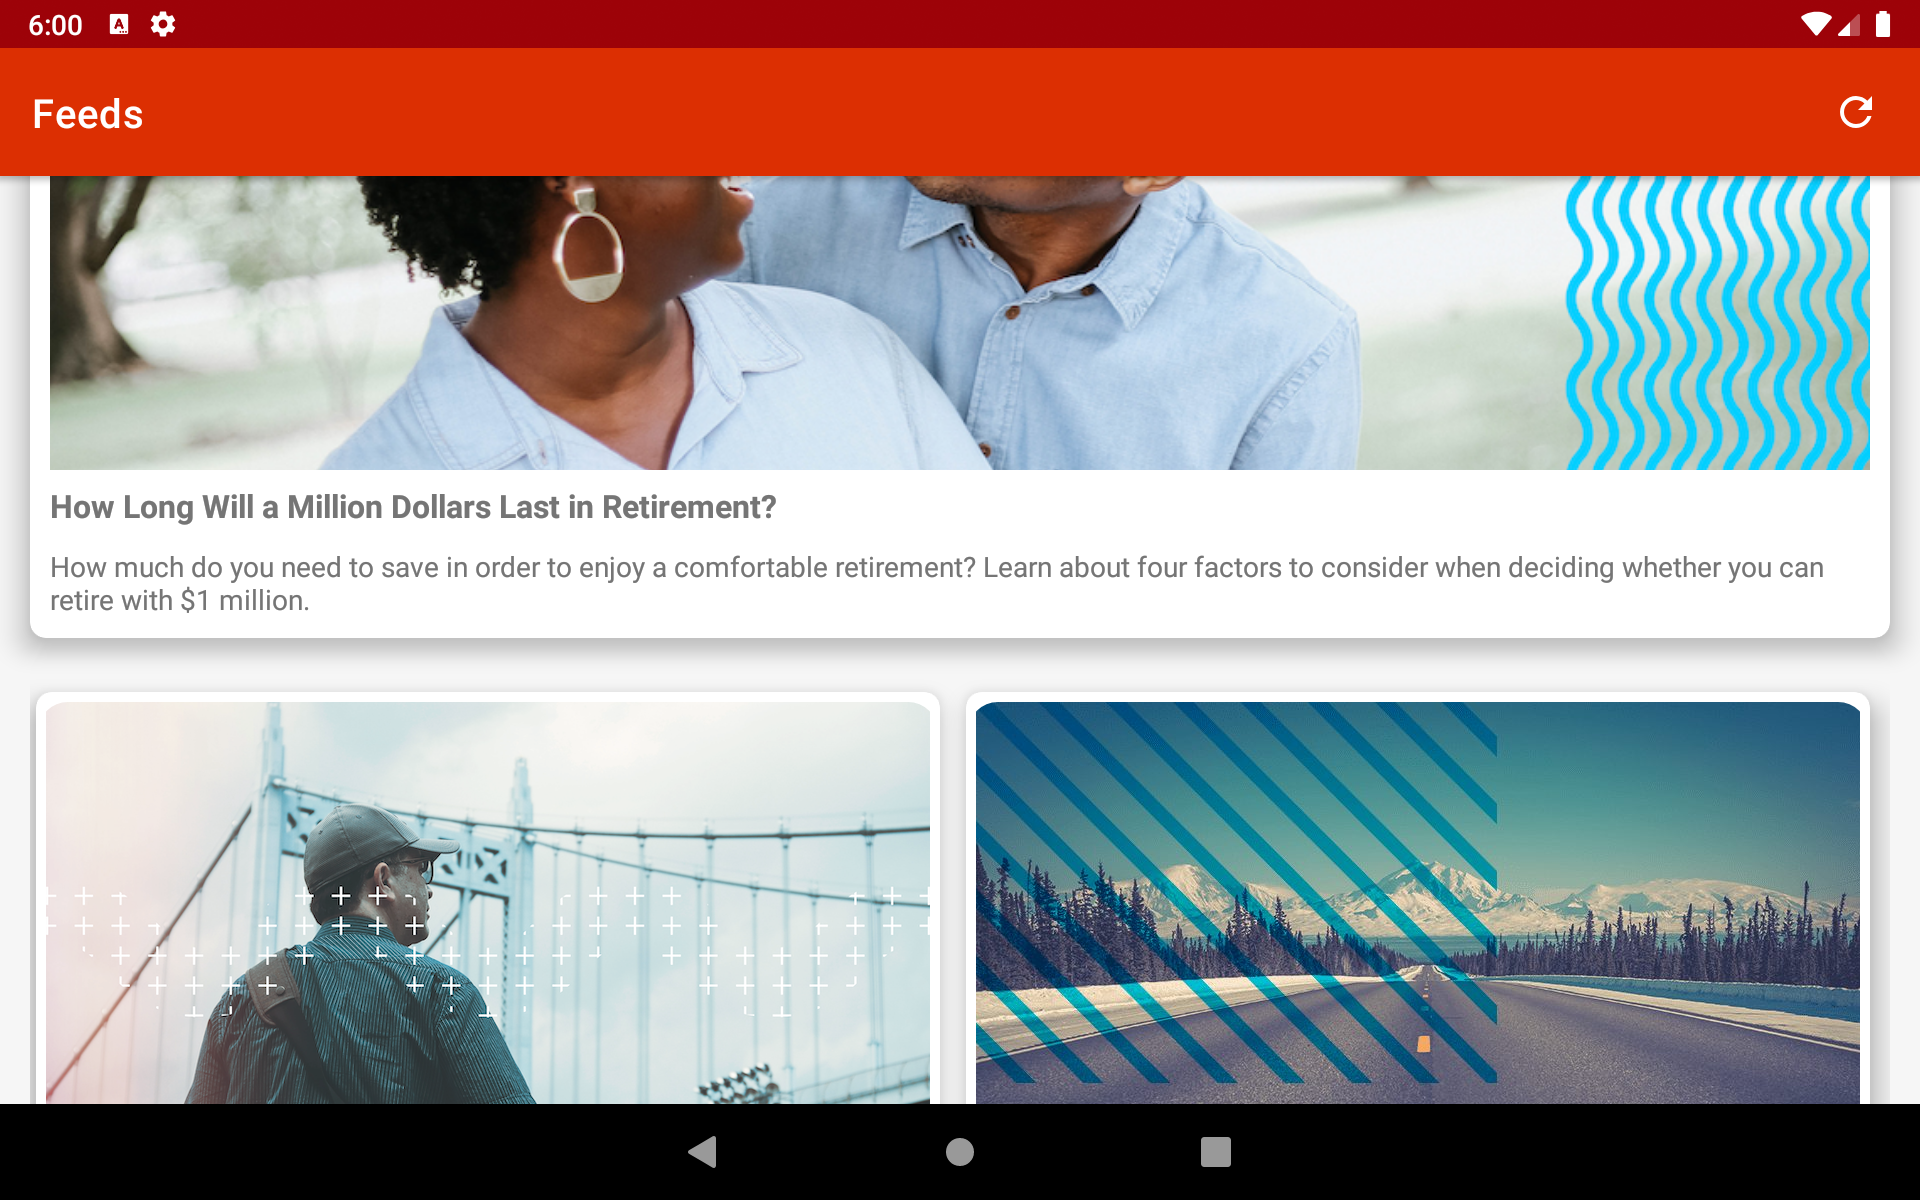 6:00
Feeds
How Long Will a Million Dollars Last in Retirement?
How much do you need to save in order to enjoy a comfortable retirement? Learn about four factors to consider when deciding whether you can
retire with $1 million.